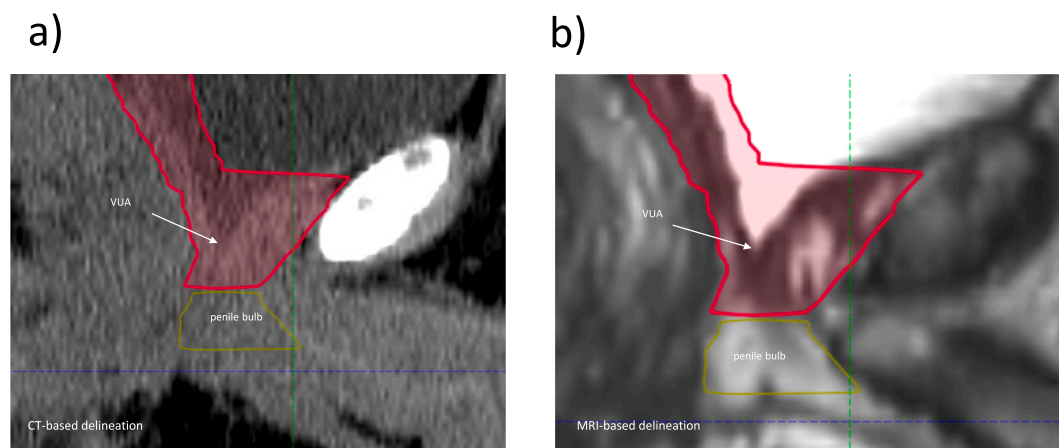 a)
b)
VUA
VUA
penile bulb
penile bulb
CT-based delineation
MRI-based delineation